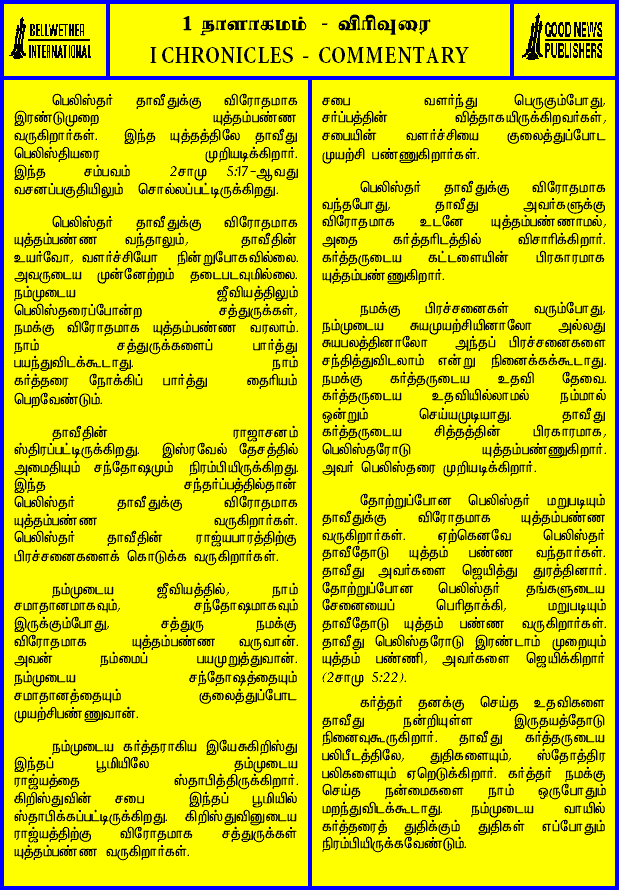 BELLWETHER
INTERNATIONAL
1 நாளாகமம் - விரிவுரை
I CHRONICLES - COMMENTARY
GOOD NEWS
PUBLISHERS
பெலிஸ்தர் தாவீதுக்கு விரோதமாக
இரண்டுமுறை யுத்தம்பண்ண
வருகிறார்கள். இந்த யுத்தத்திலே தாவீது
பெலிஸ்தியரை முறியடிக்கிறார்.
இந்த சம்பவம் 2சாமு 5:17-ஆவது
வசனப்பகுதியிலும் சொல்லப்பட்டிருக்கிறது.
பெலிஸ்தர் தாவீதுக்கு விரோதமாக
யுத்தம்பண்ண வந்தாலும், தாவீதின்
உயர்வோ, வளர்ச்சியோ நின்றுபோகவில்லை.
அவருடைய முன்னேற்றம் தடைபடவுமில்லை.
நம்முடைய ஜீவியத்திலும்
பெலிஸ்தரைப்போன்ற சத்துருக்கள்,
நமக்கு விரோதமாக யுத்தம்பண்ண வரலாம்.
நாம் சத்துருக்களைப் பார்த்து
பயந்துவிடக்கூடாது. நாம்
கர்த்தரை நோக்கிப் பார்த்து தைரியம்
பெறவேண்டும்.
தாவீதின் ராஜாசனம்
ஸ்திரப்பட்டிருக்கிறது. இஸ்ரவேல் தேசத்தில்
அமைதியும் சந்தோஷமும் நிரம்பியிருக்கிறது.
இந்த சந்தர்ப்பத்தில்தான்
பெலிஸ்தர் தாவீதுக்கு விரோதமாக
யுத்தம்பண்ண வருகிறார்கள்.
பெலிஸ்தர் தாவீதின் ராஜ்யபாரத்திற்கு
பிரச்சனைகளைக் கொடுக்க வருகிறார்கள்.
நம்முடைய ஜீவியத்தில், நாம்
சமாதானமாகவும், சந்தோஷமாகவும்
இருக்கும்போது, சத்துரு நமக்கு
விரோதமாக யுத்தம்பண்ண வருவான்.
அவன் நம்மைப் பயமுறுத்துவான்.
நம்முடைய சந்தோஷத்தையும்
சமாதானத்தையும் குலைத்துப்போட
முயற்சிபண்ணுவான்.
நம்முடைய கர்த்தராகிய இயேசுகிறிஸ்து
இந்தப் பூமியிலே தம்முடைய
ராஜ்யத்தை ஸ்தாபித்திருக்கிறார்.
கிறிஸ்துவின் சபை இந்தப் பூமியில்
ஸ்தாபிக்கப்பட்டிருக்கிறது. கிறிஸ்துவினுடைய
ராஜ்யத்திற்கு விரோதமாக சத்துருக்கள்
யுத்தம்பண்ண வருகிறார்கள்.
சபை வளர்ந்து பெருகும்போது,
சர்ப்பத்தின் வித்தாகயிருக்கிறவர்கள்,
சபையின் வளர்ச்சியை குலைத்துப்போட
முயற்சி பண்ணுகிறார்கள்.
பெலிஸ்தர் தாவீதுக்கு விரோதமாக
வந்தபோது, தாவீது அவர்களுக்கு
விரோதமாக உடனே யுத்தம்பண்ணாமல்,
அதை கர்த்தரிடத்தில் விசாரிக்கிறார்.
கர்த்தருடைய கட்டளையின் பிரகாரமாக
யுத்தம்பண்ணுகிறார்.
நமக்கு பிரச்சனைகள் வரும்போது,
நம்முடைய சுயமுயற்சியினாலோ அல்லது
சுயபலத்தினாலோ அந்தப் பிரச்சனைகளை
சந்தித்துவிடலாம் என்று நினைக்கக்கூடாது.
நமக்கு கர்த்தருடைய உதவி தேவை.
கர்த்தருடைய உதவியில்லாமல் நம்மால்
ஒன்றும் செய்யமுடியாது. தாவீது
கர்த்தருடைய சித்தத்தின் பிரகாரமாக,
பெலிஸ்தரோடு யுத்தம்பண்ணுகிறார்.
அவர் பெலிஸ்தரை முறியடிக்கிறார்.
தோற்றுப்போன பெலிஸ்தர் மறுபடியும்
தாவீதுக்கு விரோதமாக யுத்தம்பண்ண
வருகிறார்கள். ஏற்கெனவே பெலிஸ்தர்
தாவீதோடு யுத்தம் பண்ண வந்தார்கள்.
தாவீது அவர்களை ஜெயித்து துரத்தினார்.
தோற்றுப்போன பெலிஸ்தர் தங்களுடைய
சேனையைப் பெரிதாக்கி, மறுபடியும்
தாவீதோடு யுத்தம் பண்ண வருகிறார்கள்.
தாவீது பெலிஸ்தரோடு இரண்டாம் முறையும்
யுத்தம் பண்ணி, அவர்களை ஜெயிக்கிறார்
(2சாமு 5:22).
கர்த்தர் தனக்கு செய்த உதவிகளை
தாவீது நன்றியுள்ள இருதயத்தோடு
நினைவுகூருகிறார். தாவீது கர்த்தருடைய
பலிபீடத்திலே, துதிகளையும், ஸ்தோத்திர
பலிகளையும் ஏறெடுக்கிறார். கர்த்தர் நமக்கு
செய்த நன்மைகளை நாம் ஒருபோதும்
மறந்துவிடக்கூடாது. நம்முடைய வாயில்
கர்த்தரைத் துதிக்கும் துதிகள் எப்போதும்
நிரம்பியிருக்கவேண்டும்.